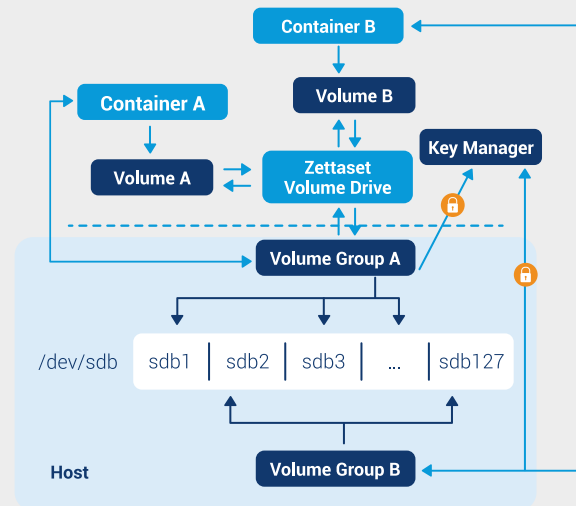 Container B
Container A
Volume B
Key Manager
Volume A
Zettaset
Volume Drive
Volume Group A
/dev/sdb
sdb1
sdb2
sdb3
...
sdb127
Volume Group B
Host